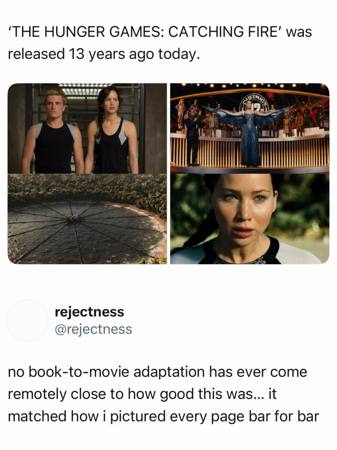 ‘THE HUNGER GAMES: CATCHING FIRE’ was
released 13 years ago today.
rejectness
@rejectness
no book-to-movie adaptation has ever come
remotely close to how good this was... it
matched how i pictured every page bar for bar